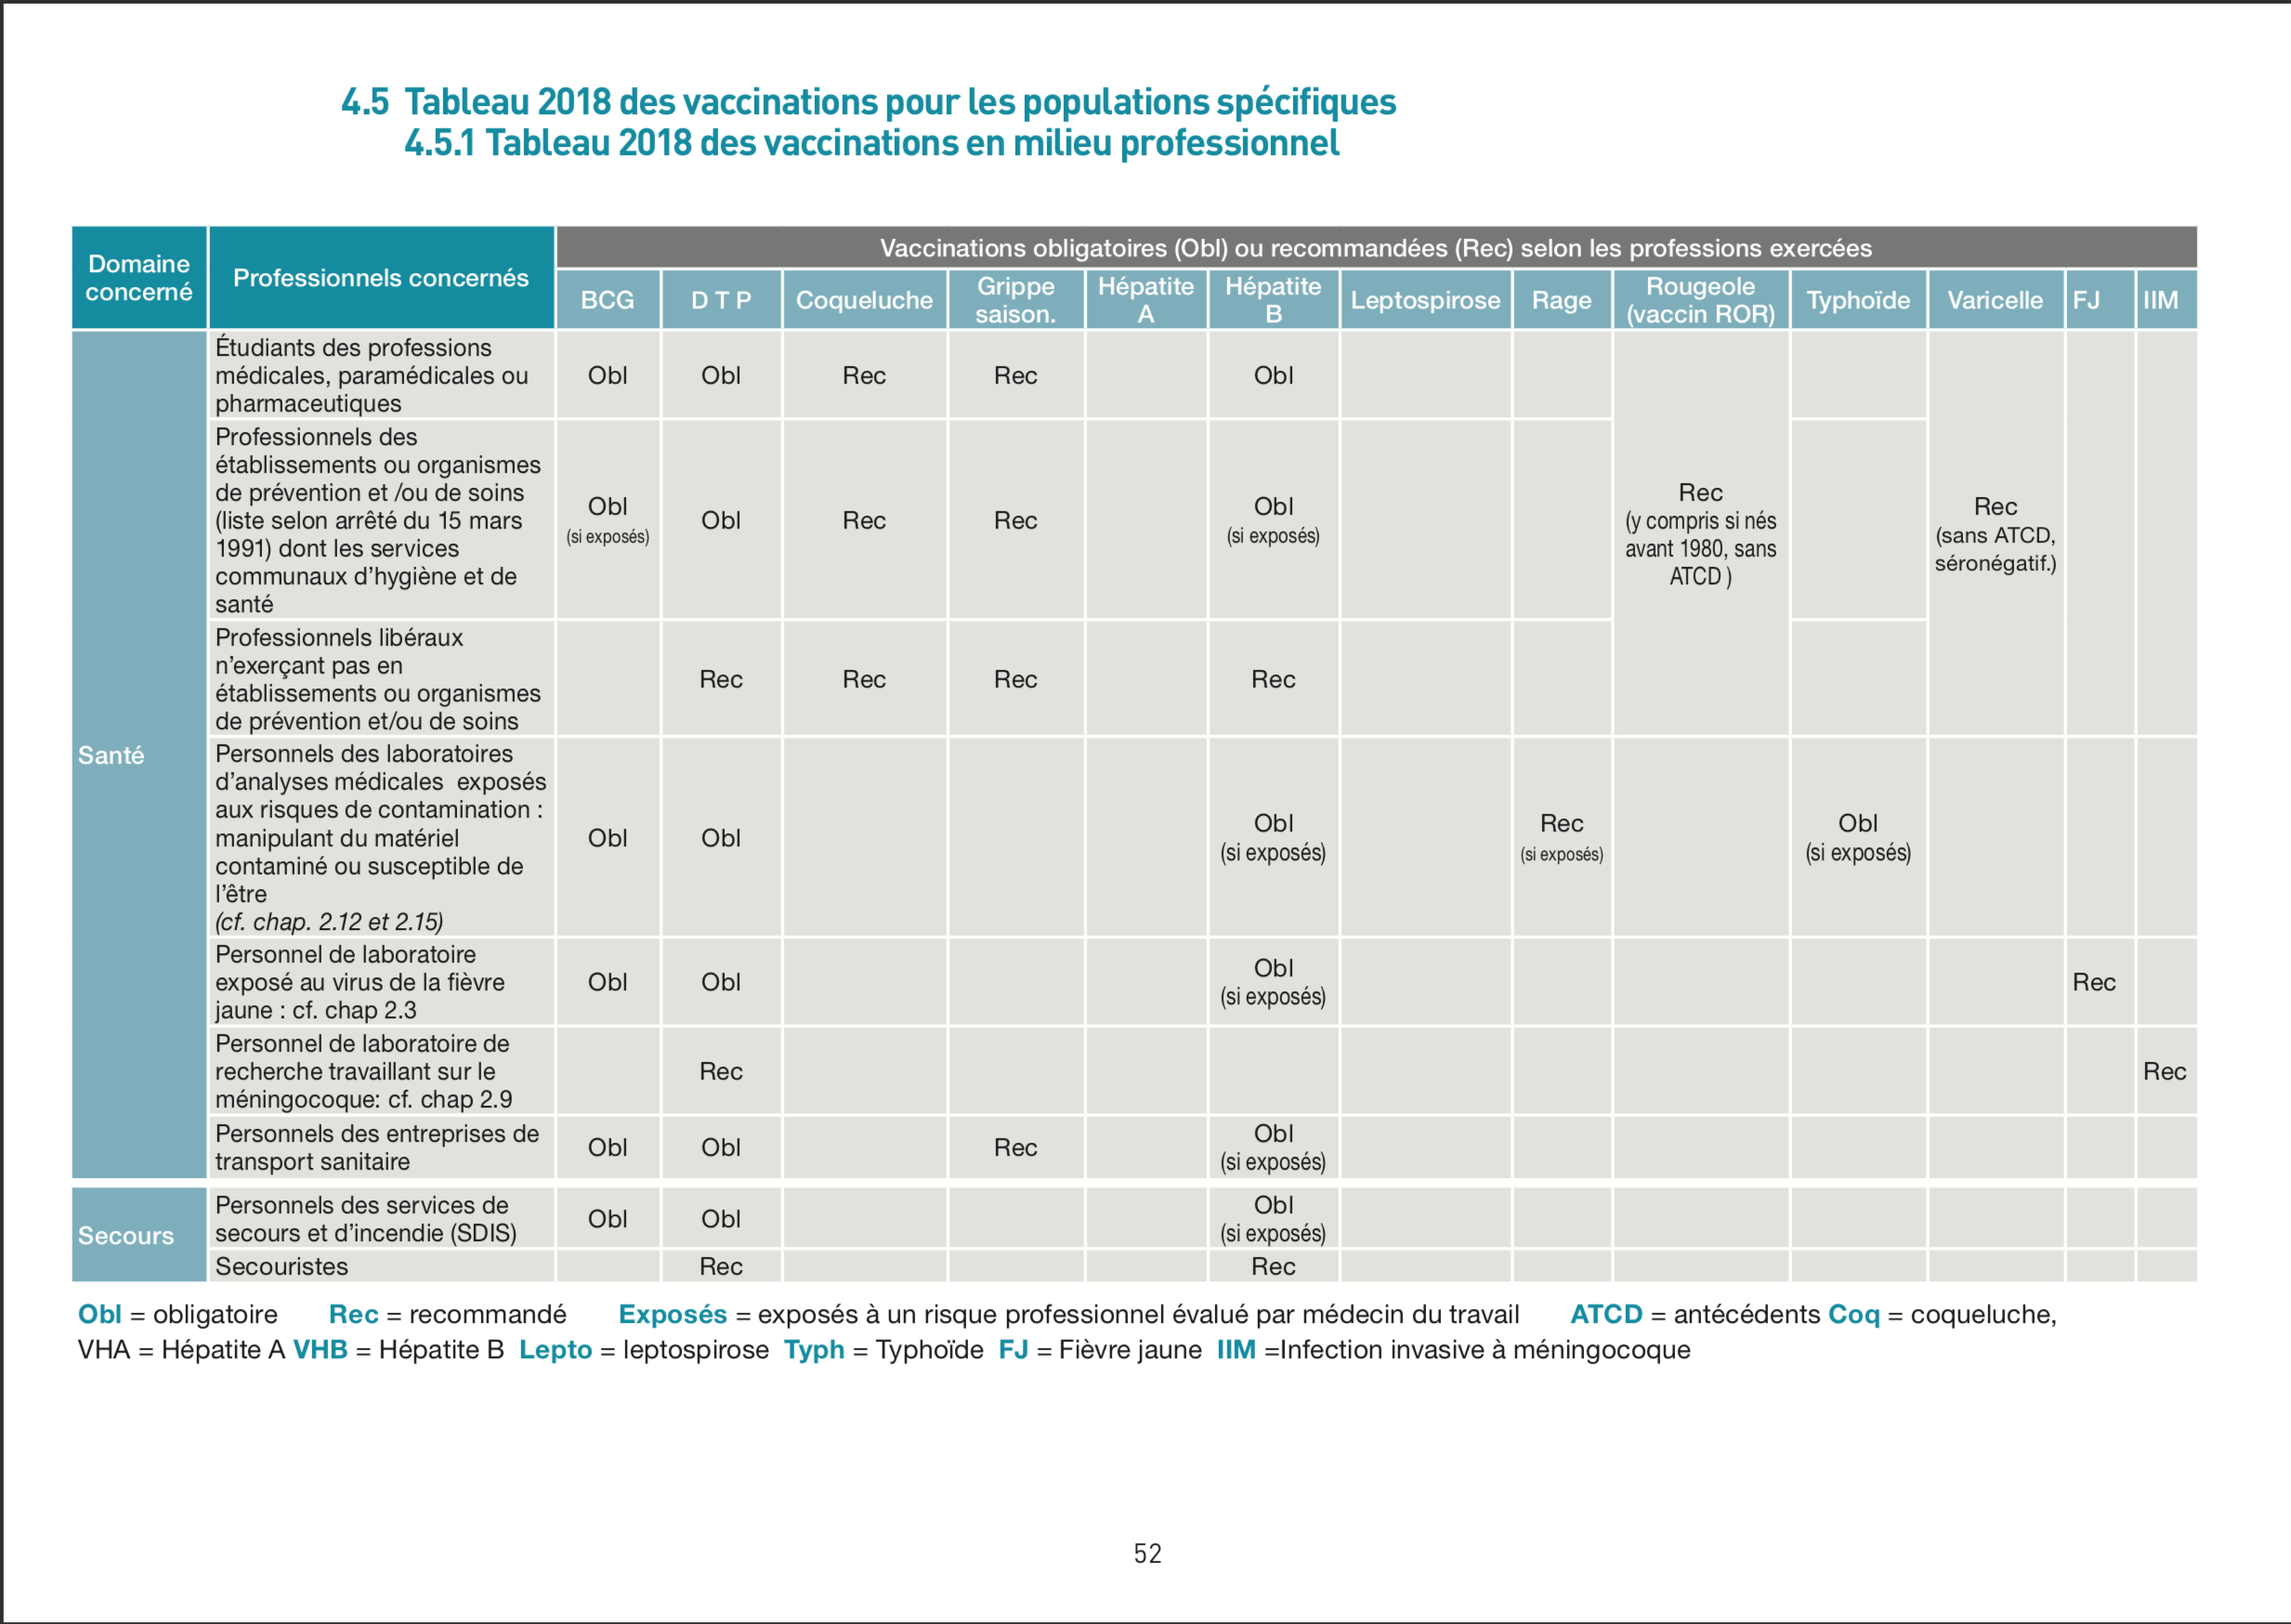 4.5 Tableau 2018 des vaccinations pour les populations spécifiques
4.5.1 Tableau 2018 des vaccinations en milieu professionnel
Domaine
concerné
Professionnels concernés
Vaccinations obligatoires (Obl) ou recommandées (Rec) selon les professions exercées
BCG
D T P
Coqueluche
Grippe
saison.
Hépatite
A
Hépatite
B
Leptospirose
Rage
Rougeole
(vaccin ROR)
Typhoïde
Varicelle
FJ
IIM
Santé
Étudiants des professions
médicales, paramédicales ou
pharmaceutiques
Obl
Obl
Rec
Rec
Obl
Professionnels des
établissements ou organismes
de prévention et /ou de soins
(liste selon arrêté du 15 mars
1991) dont les services
communaux d’hygiène et de
santé
Obl
(si exposés)
Obl
Rec
Rec
Obl
(si exposés)
Rec
(y compris si nés
avant 1980, sans
ATCD )
Rec
(sans ATCD,
séronégatif.)
Professionnels libéraux
n’exerçant pas en
établissements ou organismes
de prévention et/ou de soins
Rec
Rec
Rec
Rec
Personnels des laboratoires
d’analyses médicales exposés
aux risques de contamination :
manipulant du matériel
contaminé ou susceptible de
l’être
(cf. chap. 2.12 et 2.15)
Obl
Obl
Obl
(si exposés)
Rec
(si exposés)
Obl
(si exposés)
Personnel de laboratoire
exposé au virus de la fièvre
jaune : cf. chap 2.3
Obl
Obl
Obl
(si exposés)
Rec
Personnel de laboratoire de
recherche travaillant sur le
méningocoque: cf. chap 2.9
Rec
Rec
Personnels des entreprises de
transport sanitaire
Obl
Obl
Rec
Obl
(si exposés)
Secours
Personnels des services de
secours et d’incendie (SDIS)
Obl
Obl
Obl
(si exposés)
Secouristes
Rec
Rec
Obl = obligatoire Rec = recommandé Exposés = exposés à un risque professionnel évalué par médecin du travail ATCD = antécédents Coq = coqueluche,
VHA = Hépatite A VHB = Hépatite B Lepto = leptospirose Typh = Typhoïde FJ = Fièvre jaune IIM =Infection invasive à méningocoque
52